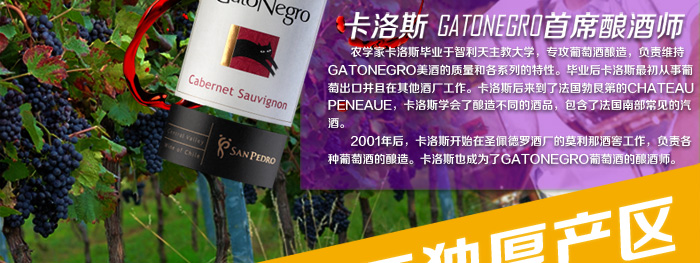 GatoNegro
Cabernet Sauvignon
Central Valley
Wine of Chile
SAN PEDRO
卡洛斯 GATONEGRO首席酿酒师
农学家卡洛斯毕业于智利天主教大学，专攻葡萄酒酿造，负责维持
GATONEGRO美酒的质量和各系列的特性。毕业后卡洛斯最初从事葡
萄出口并且在其他酒厂工作。卡洛斯后来到了法国勃艮第的CHATEAU
PENEAUE，卡洛斯学会了酿造不同的酒品，包含了法国南部常见的汽
酒。
2001年后，卡洛斯开始在圣佩德罗酒厂的莫利那酒窖工作，负责各
种葡萄酒的酿造。卡洛斯也成为了GATONEGRO葡萄酒的酿酒师。
独厚产区